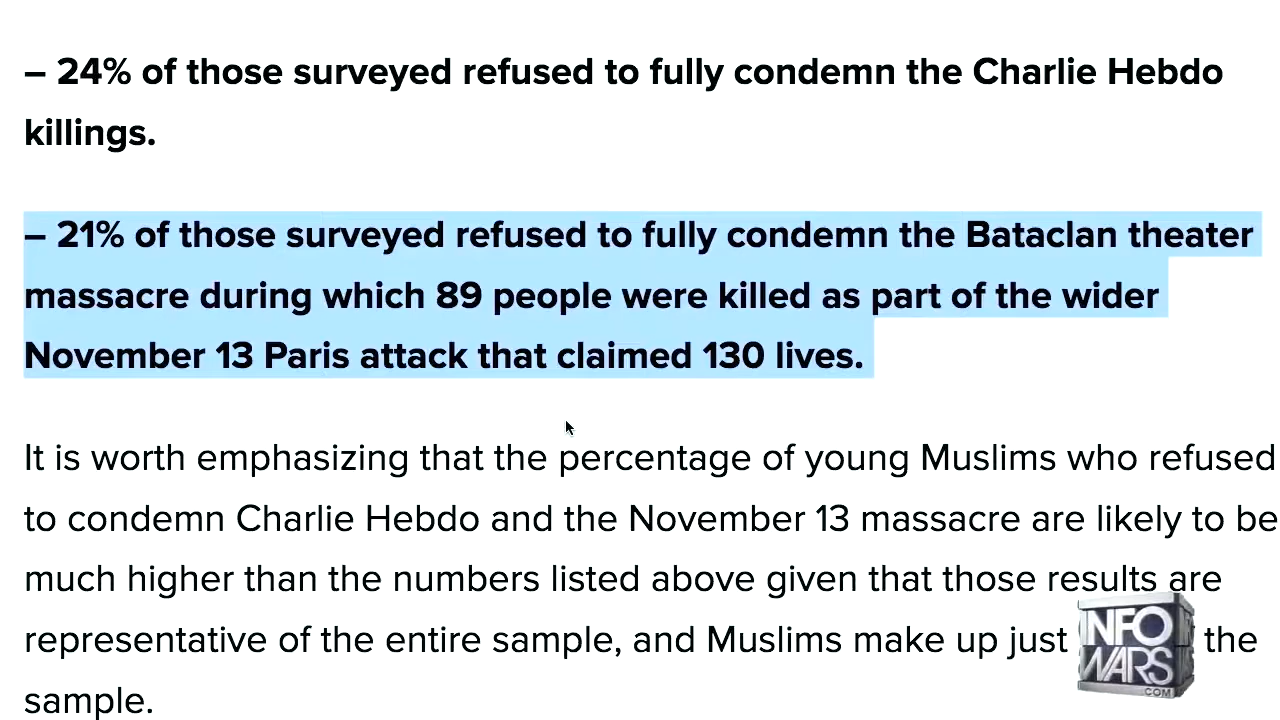 – 24% of those surveyed refused to fully condemn the Charlie Hebdo
killings.
– 21% of those surveyed refused to fully condemn the Bataclan theater
massacre during which 89 people were killed as part of the wider
November 13 Paris attack that claimed 130 lives.
It is worth emphasizing that the percentage of young Muslims who refused
to condemn Charlie Hebdo and the November 13 massacre are likely to be
much higher than the numbers listed above given that those results are
representative of the entire sample, and Muslims make up just the
sample.
INFO
WARS
.COM